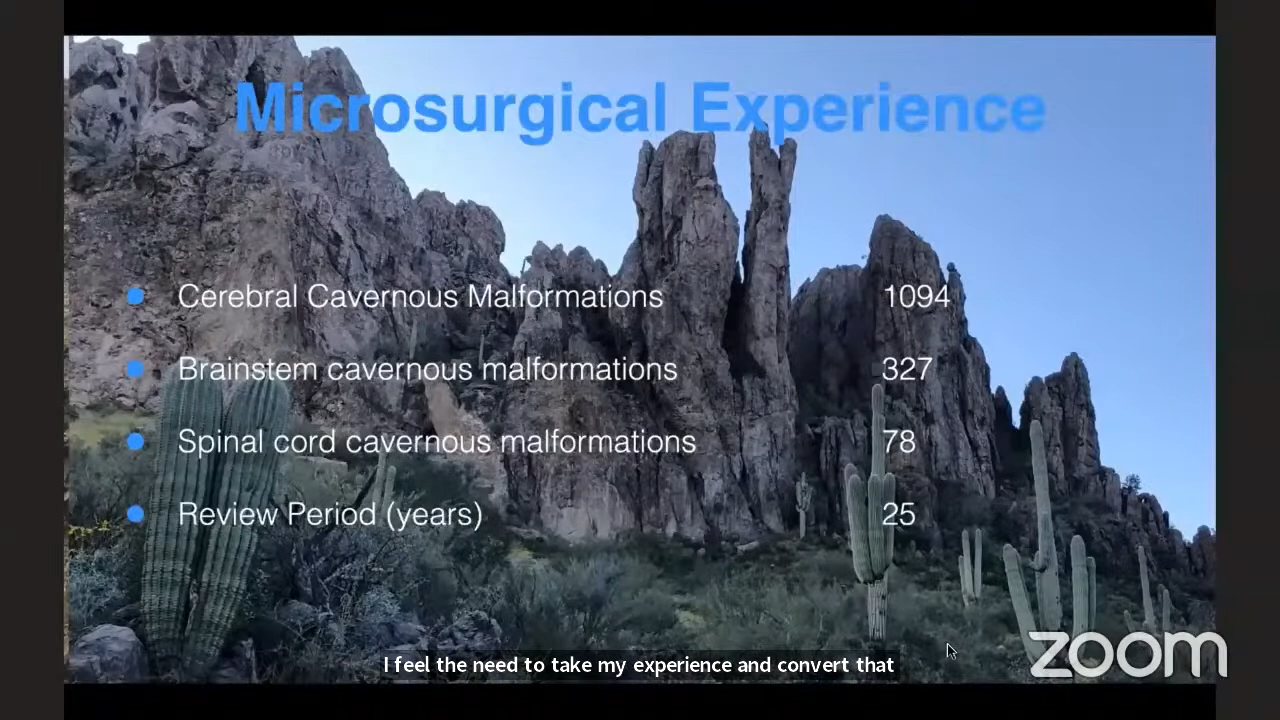 Microsurgical Experience
Cerebral Cavernous Malformations 1094
Brainstem cavernous malformations 327
Spinal cord cavernous malformations 78
Review Period (years) 25
I feel the need to take my experience and convert that
zoom